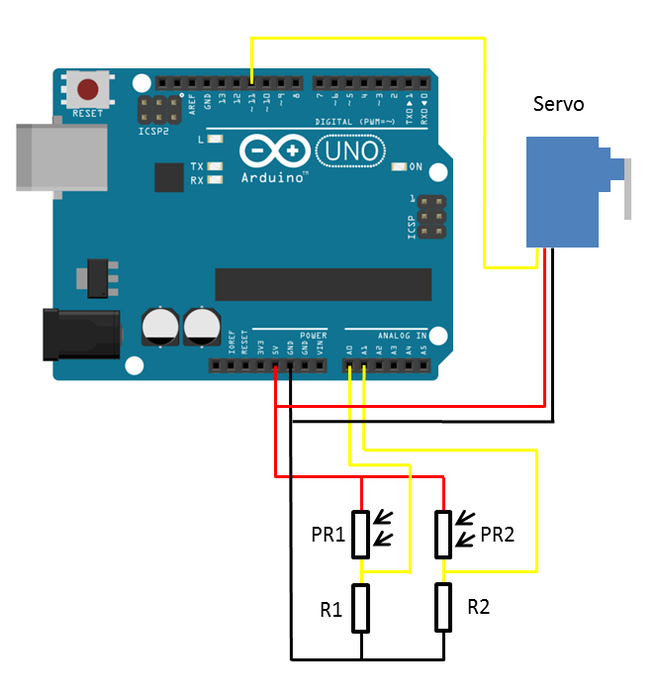 AREF
GND
13
12
~11
~10
~9
8
7
~6
~5
4
~3
2
TXD▶1
RXD◀0
RESET
ICSP2
DIGITAL (PWM=~)
L
TX
RX
UNO
Arduino™
ON
1
ICSP
Servo
POWER
ANALOG IN
IOREF
RESET
3V3
5V
GND
GND
VIN
A0
A1
A2
A3
A4
A5
PR1
PR2
R1
R2